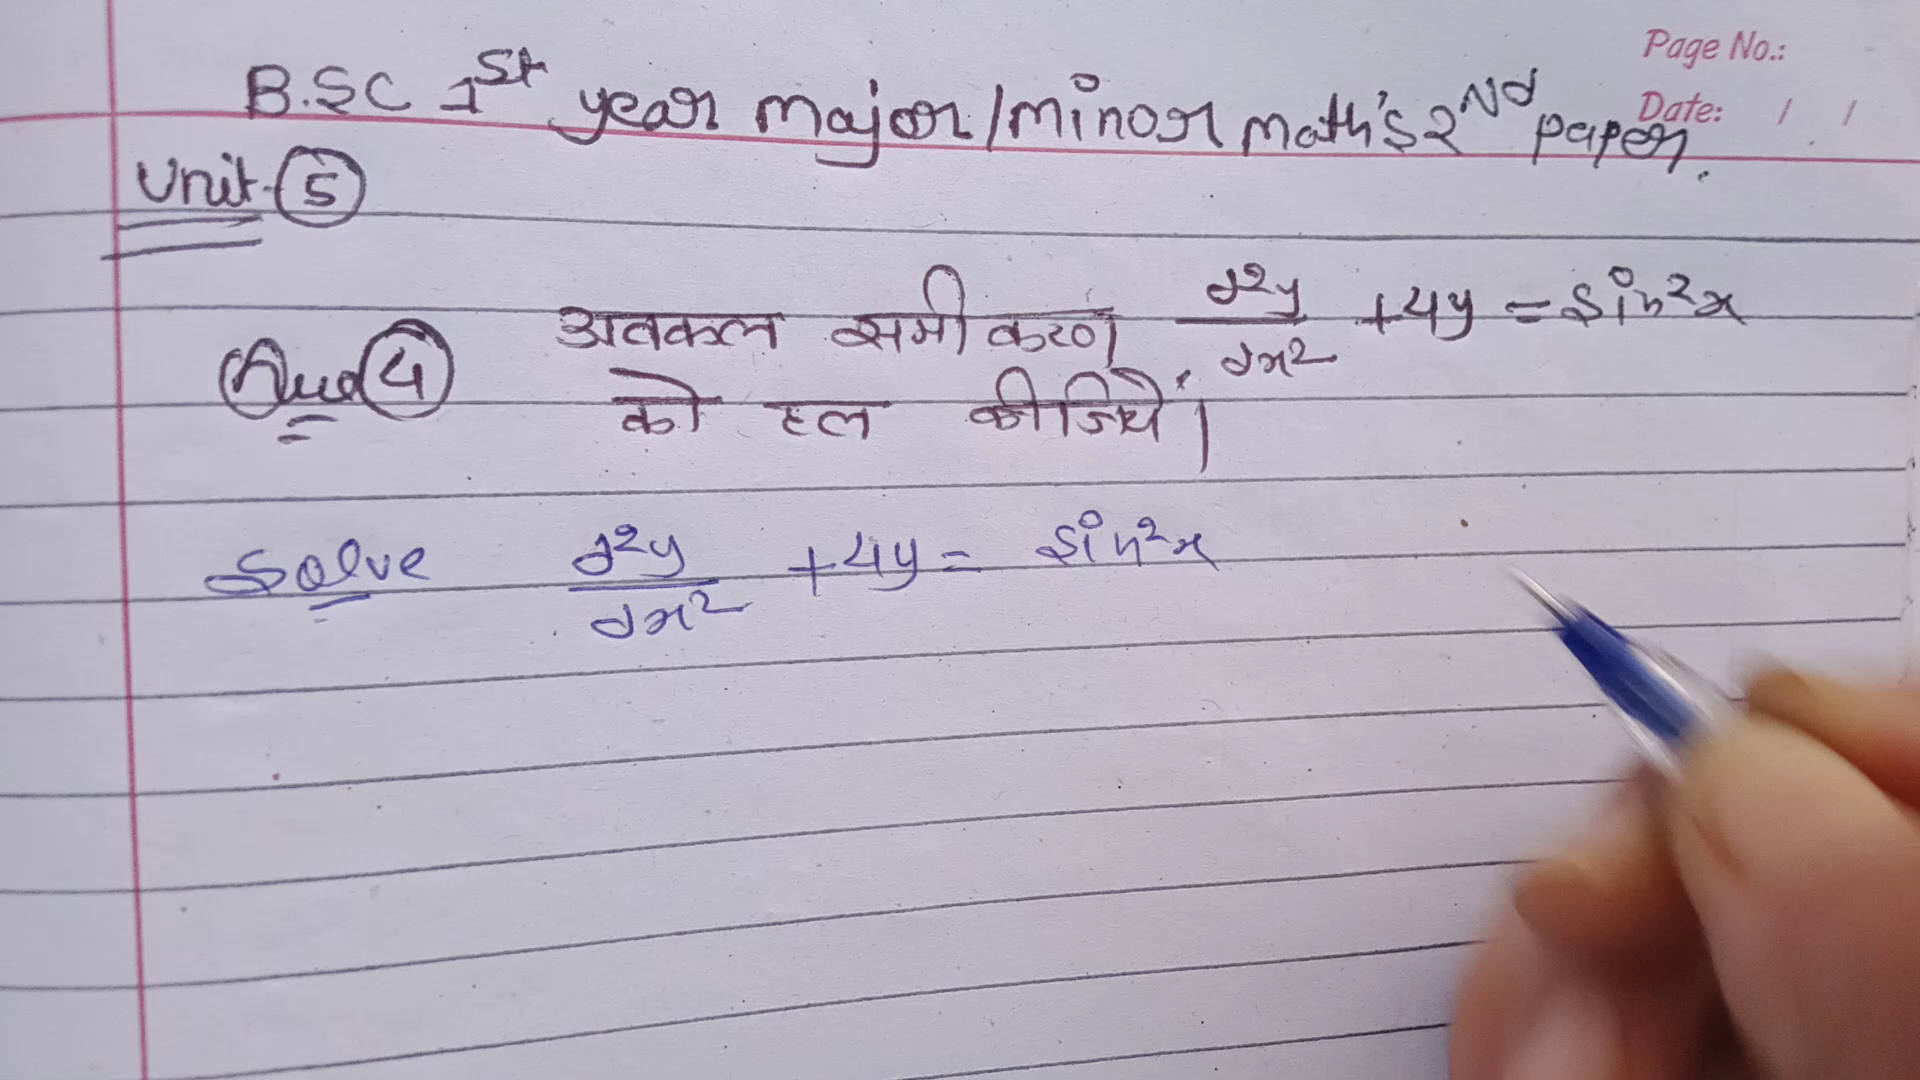 Page No.:
B.SC 1st year major/minor math's 2nd paper.
Date: / /
Unit-5
Que 4 अवकल समीकरण d²y/dx² +4y = sin²x
को हल कीजिये।
Solve d²y/dx² +4y = sin²x